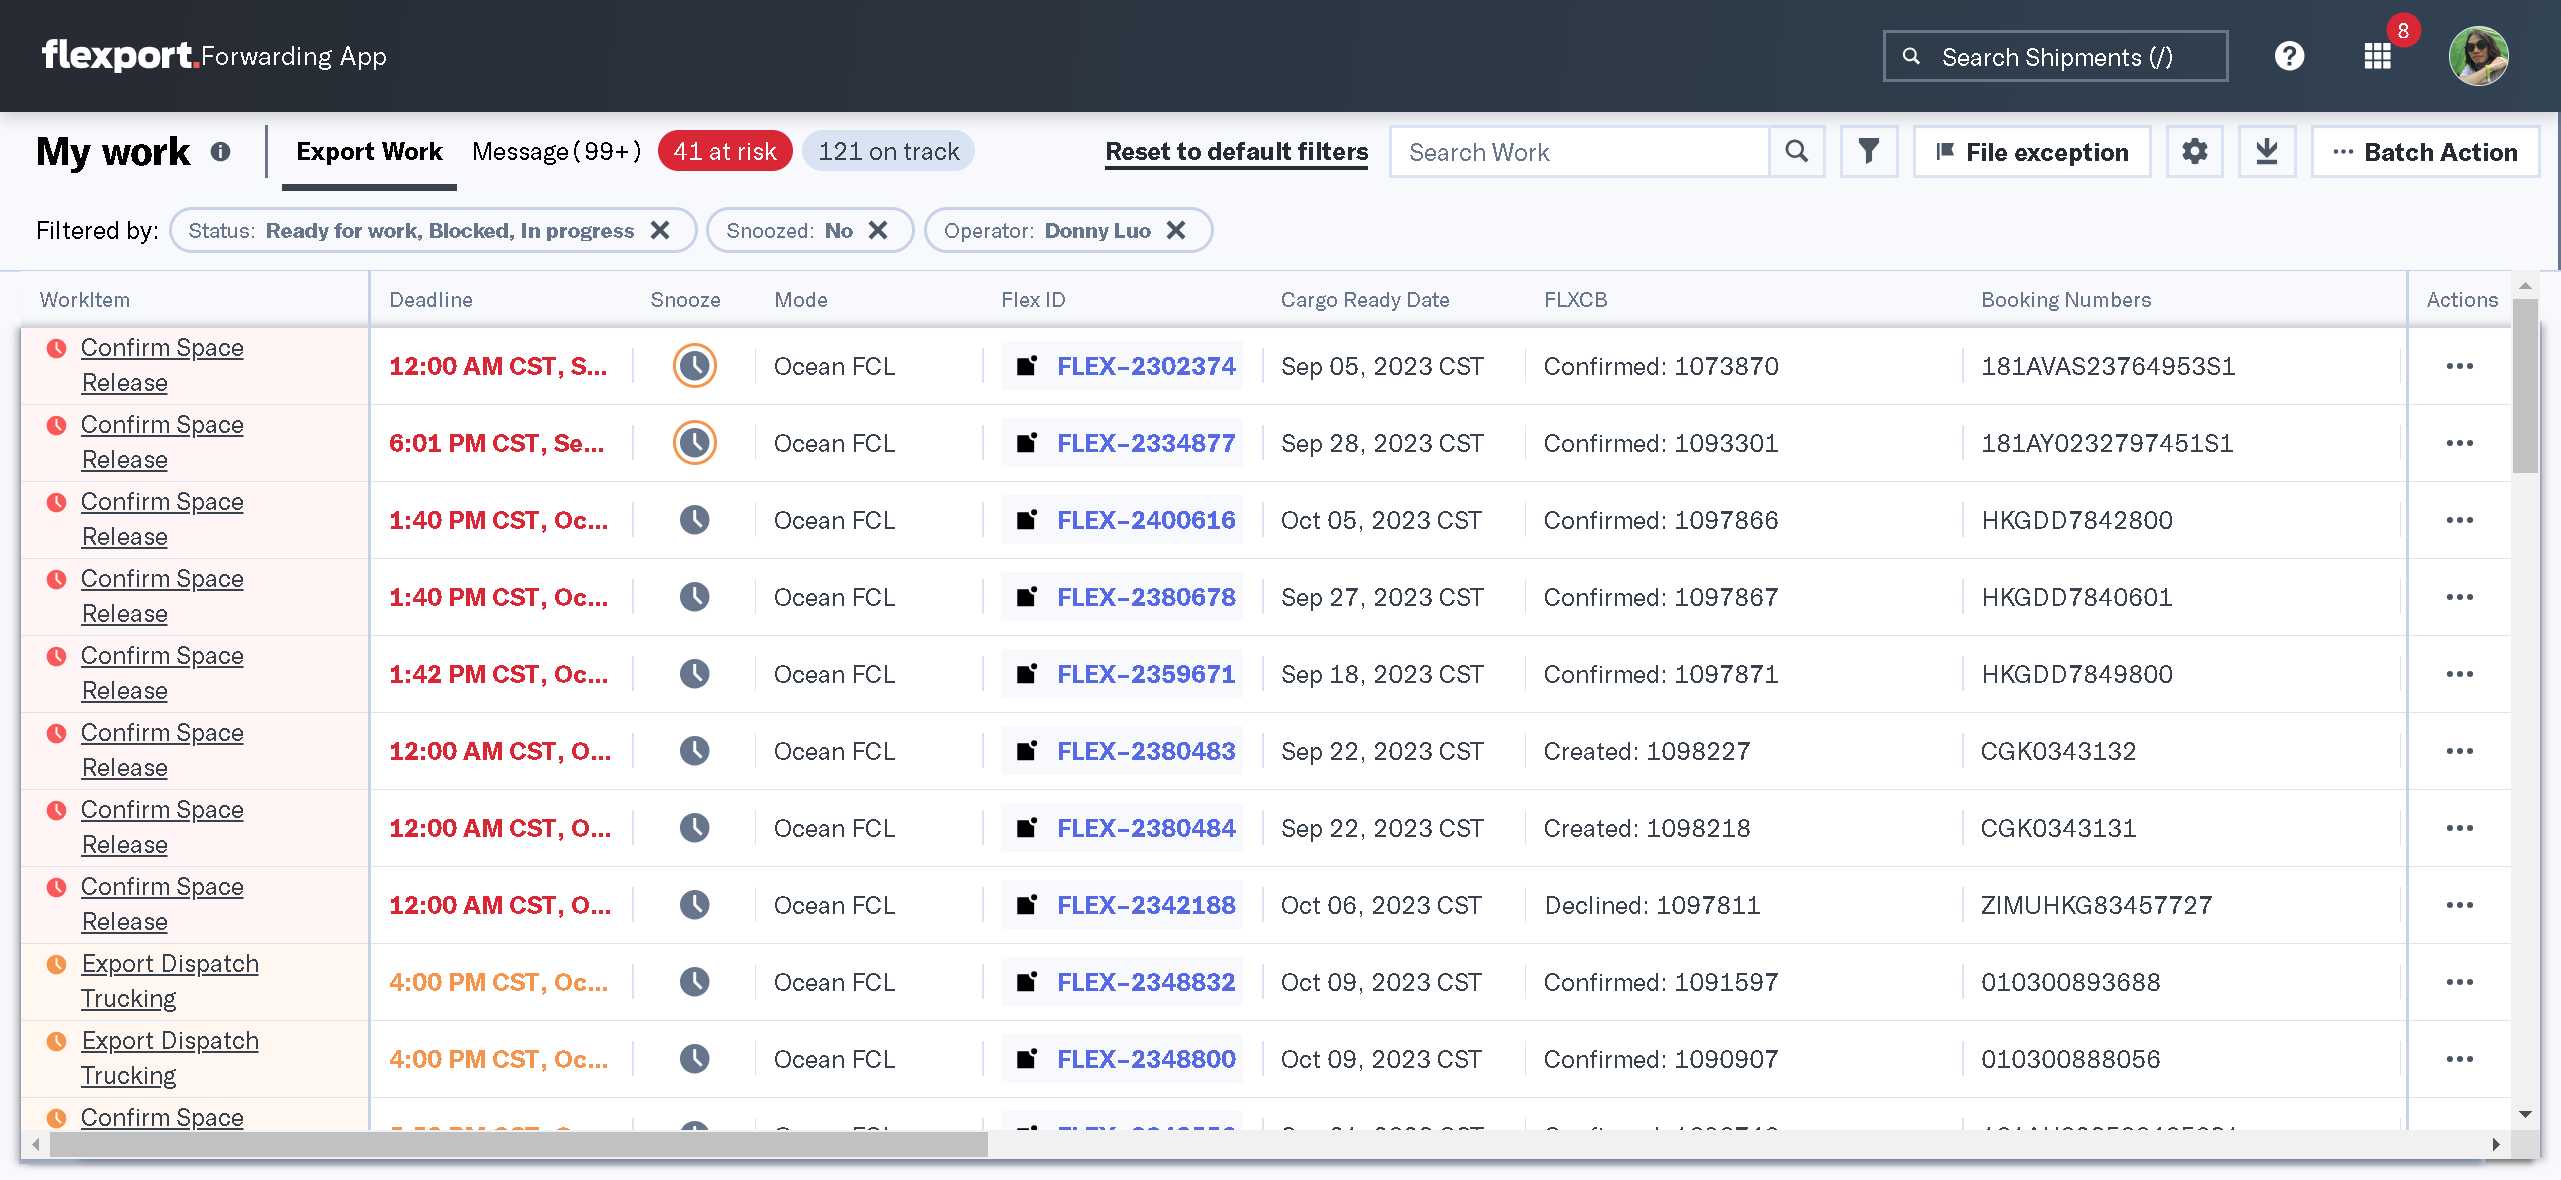 flexport. Forwarding App
Search Shipments (/)
8
My work
Export Work
Message(99+)
41 at risk
121 on track
Reset to default filters
Search Work
File exception
Batch Action
Filtered by:
Status: Ready for work, Blocked, In progress
Snoozed: No
Operator: Donny Luo
WorkItem Deadline Snooze Mode Flex ID Cargo Ready Date FLXCB Booking Numbers Actions
Confirm Space
Release
12:00 AM CST, S... Ocean FCL FLEX-2302374 Sep 05, 2023 CST Confirmed: 1073870 181AVAS23764953S1
Confirm Space
Release
6:01 PM CST, Se... Ocean FCL FLEX-2334877 Sep 28, 2023 CST Confirmed: 1093301 181AY0232797451S1
Confirm Space
Release
1:40 PM CST, Oc... Ocean FCL FLEX-2400616 Oct 05, 2023 CST Confirmed: 1097866 HKGDD7842800
Confirm Space
Release
1:40 PM CST, Oc... Ocean FCL FLEX-2380678 Sep 27, 2023 CST Confirmed: 1097867 HKGDD7840601
Confirm Space
Release
1:42 PM CST, Oc... Ocean FCL FLEX-2359671 Sep 18, 2023 CST Confirmed: 1097871 HKGDD7849800
Confirm Space
Release
12:00 AM CST, O... Ocean FCL FLEX-2380483 Sep 22, 2023 CST Created: 1098227 CGK0343132
Confirm Space
Release
12:00 AM CST, O... Ocean FCL FLEX-2380484 Sep 22, 2023 CST Created: 1098218 CGK0343131
Confirm Space
Release
12:00 AM CST, O... Ocean FCL FLEX-2342188 Oct 06, 2023 CST Declined: 1097811 ZIMUHKG83457727
Export Dispatch
Trucking
4:00 PM CST, Oc... Ocean FCL FLEX-2348832 Oct 09, 2023 CST Confirmed: 1091597 010300893688
Export Dispatch
Trucking
4:00 PM CST, Oc... Ocean FCL FLEX-2348800 Oct 09, 2023 CST Confirmed: 1090907 010300888056
Confirm Space